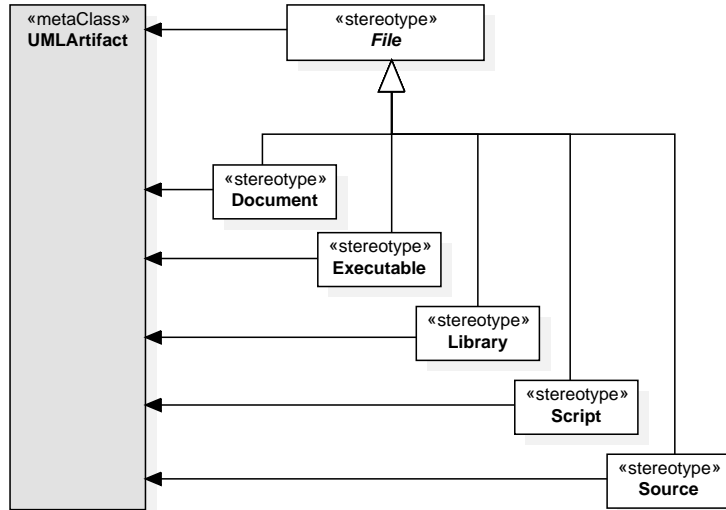 «metaClass»
UMLArtifact
«stereotype»
File
«stereotype»
Document
«stereotype»
Executable
«stereotype»
Library
«stereotype»
Script
«stereotype»
Source